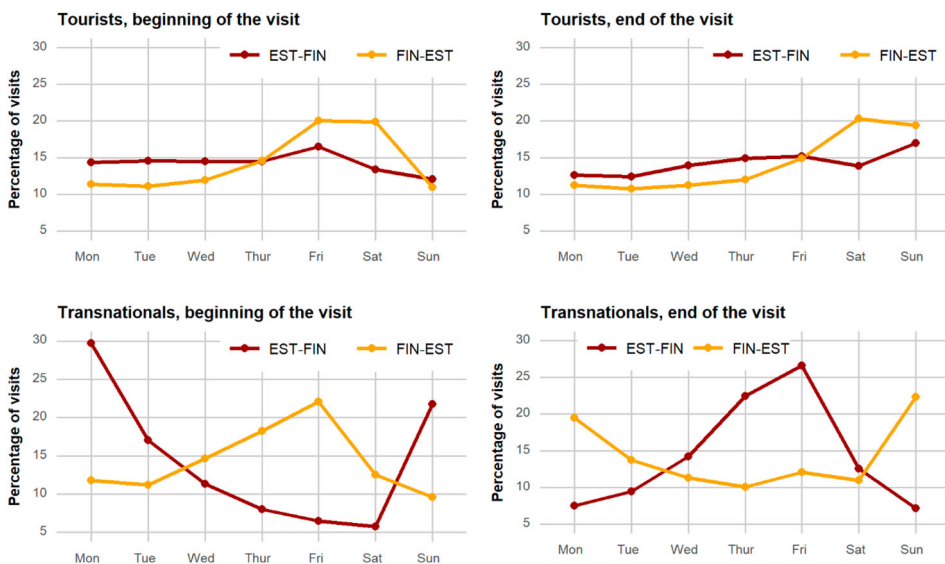 Tourists, beginning of the visit
30
25
20
15
10
5
Percentage of visits
EST-FIN
FIN-EST
Mon Tue Wed Thur Fri Sat Sun
Tourists, end of the visit
30
25
20
15
10
5
Percentage of visits
EST-FIN
FIN-EST
Mon Tue Wed Thur Fri Sat Sun
Transnationals, beginning of the visit
30
25
20
15
10
5
Percentage of visits
EST-FIN
FIN-EST
Mon Tue Wed Thur Fri Sat Sun
Transnationals, end of the visit
30
25
20
15
10
5
Percentage of visits
EST-FIN
FIN-EST
Mon Tue Wed Thur Fri Sat Sun